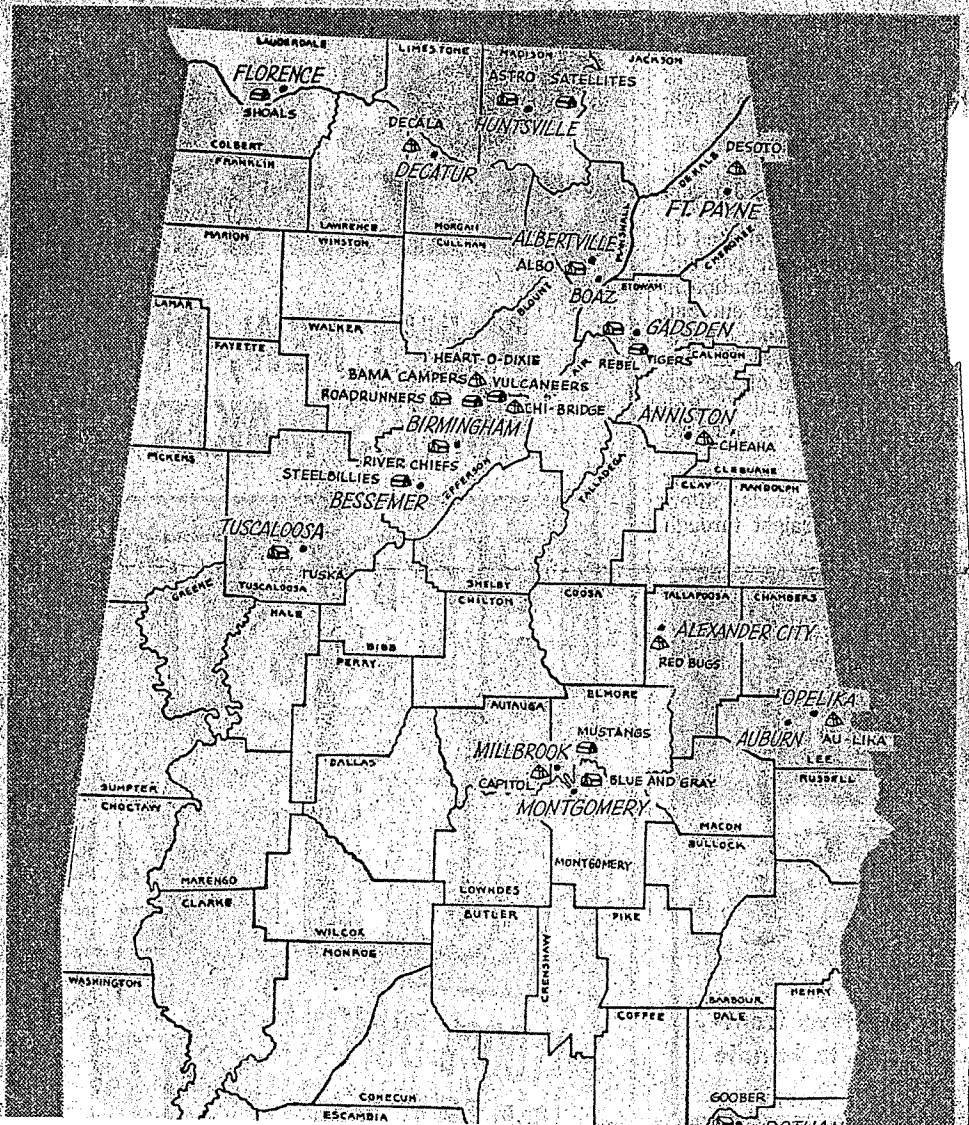 LAUDERDALE
LIMESTONE
MADISON
JACKSON
FLORENCE
ASTRO SATELLITES
SHOALS
HUNTSVILLE
DECALA
DESOTO
COLBERT
FRANKLIN
DECATUR
DE KALB
FT. PAYNE
LAWRENCE
MORGAN
MARSHALL
MARION
WINSTON
CULLMAN
ALBERTVILLE
CHEROKEE
ALBO
BOAZ
ETOWAH
BLOUNT
LAMAR
WALKER
GADSDEN
FAYETTE
HEART-O-DIXIE
REBEL TIGERS
CALHOUN
BAMA CAMPERS
VULCANEERS
ROADRUNNERS
CHI-BRIDGE
ANNISTON
BIRMINGHAM
CHEAHA
PICKENS
RIVER CHIEFS
JEFFERSON
TALLADEGA
CLEBURNE
STEELBILLIES
CLAY
RANDOLPH
BESSEMER
TUSCALOOSA
TUSKA
GREENE
TUSCALOOSA
SHELBY
HALE
CHILTON
COOSA
TALLAPOOSA
CHAMBERS
BIBB
ALEXANDER CITY
PERRY
RED BUGS
ELMORE
AUTAUGA
OPELIKA
MUSTANGS
AUBURN
AU-LIKA
DALLAS
MILLBROOK
LEE
CAPITOL
BLUE AND GRAY
RUSSELL
SUMPTER
MONTGOMERY
CHOCTAW
MACON
BULLOCK
MONTGOMERY
MARENGO
LOWNDES
CLARKE
BUTLER
PIKE
WILCOX
MONROE
CRENSHAW
WASHINGTON
HENRY
BARBOUR
COFFEE
DALE
CONECUH
GOOBER
ESCAMBIA
DOTHAN